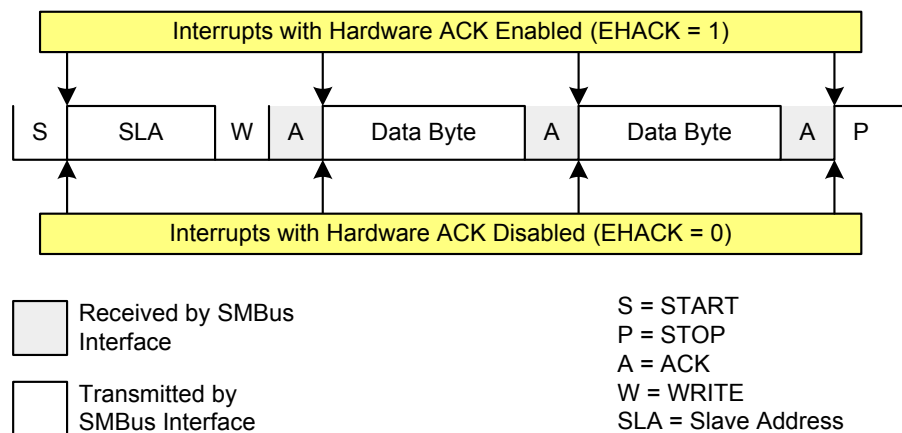 Interrupts with Hardware ACK Enabled (EHACK = 1)
S SLA W A Data Byte A Data Byte A P
Interrupts with Hardware ACK Disabled (EHACK = 0)
Received by SMBus
Interface
Transmitted by
SMBus Interface
S = START
P = STOP
A = ACK
W = WRITE
SLA = Slave Address